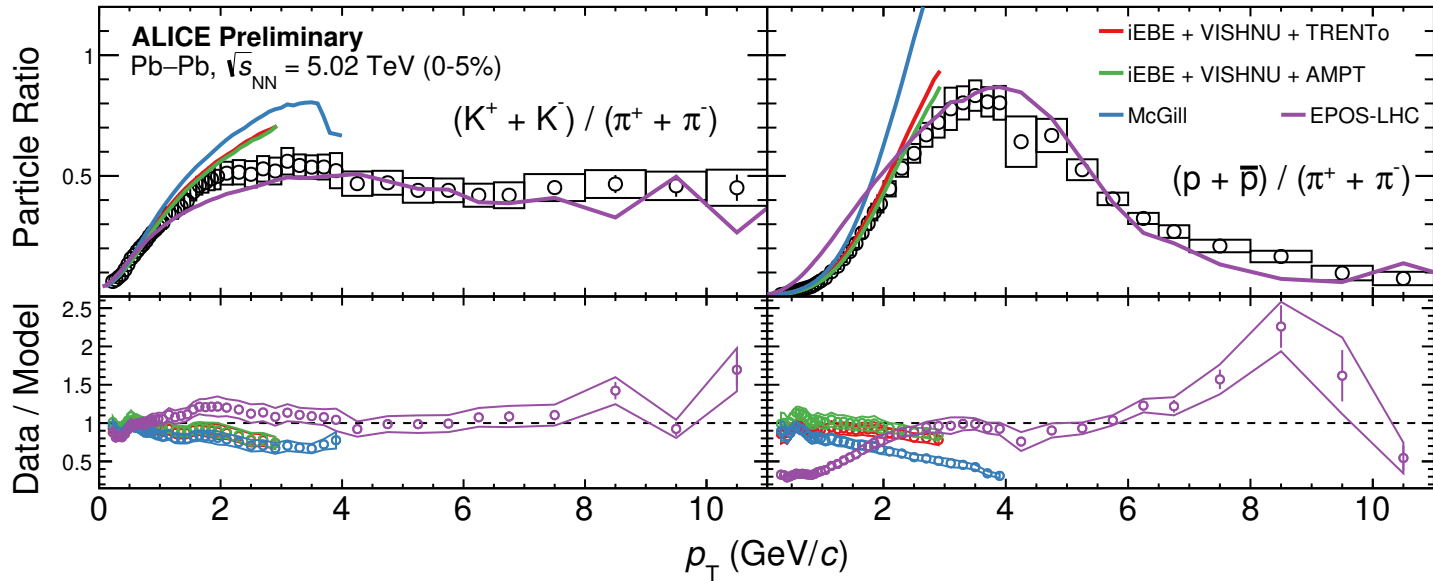 ALICE Preliminary
Pb–Pb, √s_NN = 5.02 TeV (0-5%)
(K⁺ + K⁻) / (π⁺ + π⁻)
iEBE + VISHNU + TRENTo
iEBE + VISHNU + AMPT
McGill
EPOS-LHC
(p + p̅) / (π⁺ + π⁻)
Particle Ratio
1
0.5
Data / Model
2.5
2
1.5
1
0.5
0 2 4 6 8 10
2 4 6 8 10
p_T (GeV/c)